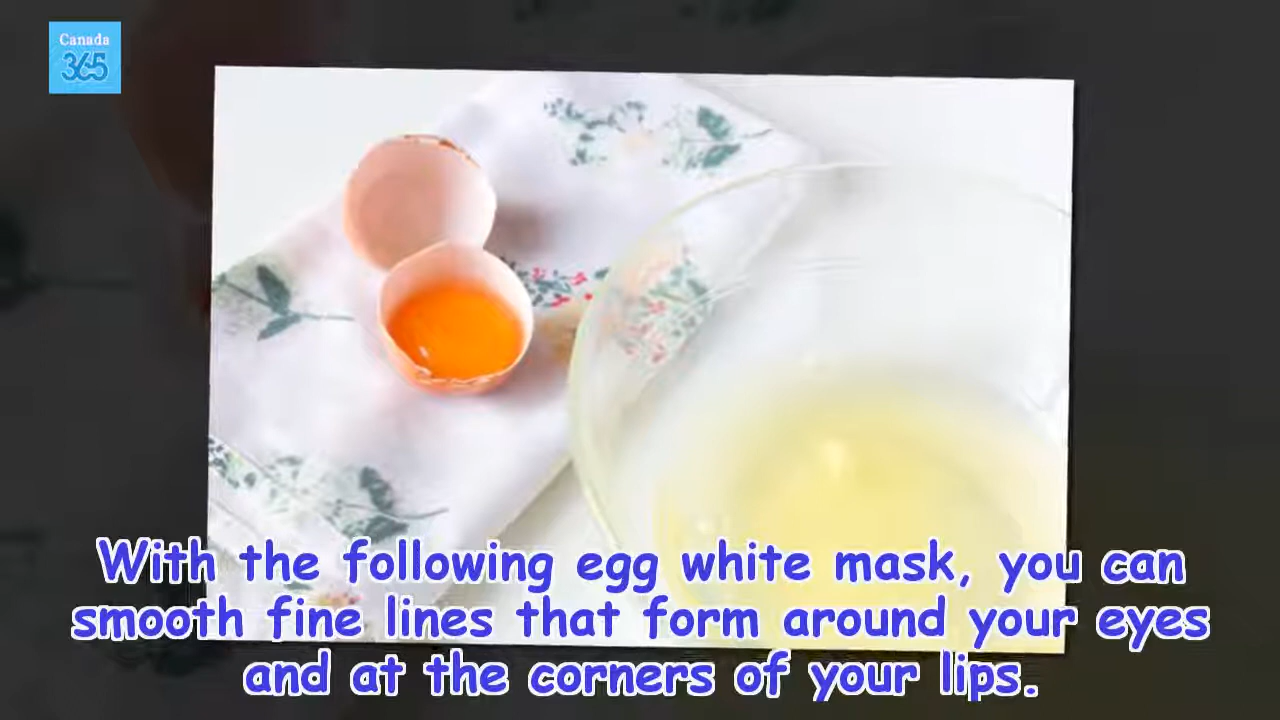 Canada
365
With the following egg white mask, you can
smooth fine lines that form around your eyes
and at the corners of your lips.